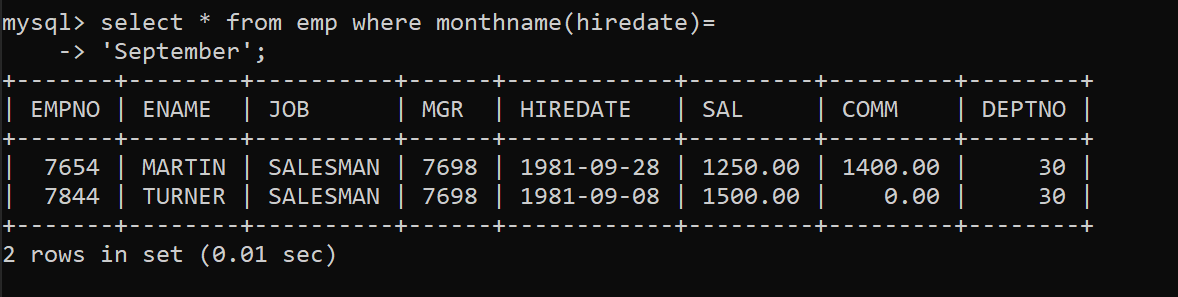 mysql> select * from emp where monthname(hiredate)=
    -> 'September';
+-------+--------+----------+------+------------+---------+---------+--------+
| EMPNO | ENAME  | JOB      | MGR  | HIREDATE   | SAL     | COMM    | DEPTNO |
+-------+--------+----------+------+------------+---------+---------+--------+
|  7654 | MARTIN | SALESMAN | 7698 | 1981-09-28 | 1250.00 | 1400.00 |     30 |
|  7844 | TURNER | SALESMAN | 7698 | 1981-09-08 | 1500.00 |    0.00 |     30 |
+-------+--------+----------+------+------------+---------+---------+--------+
2 rows in set (0.01 sec)